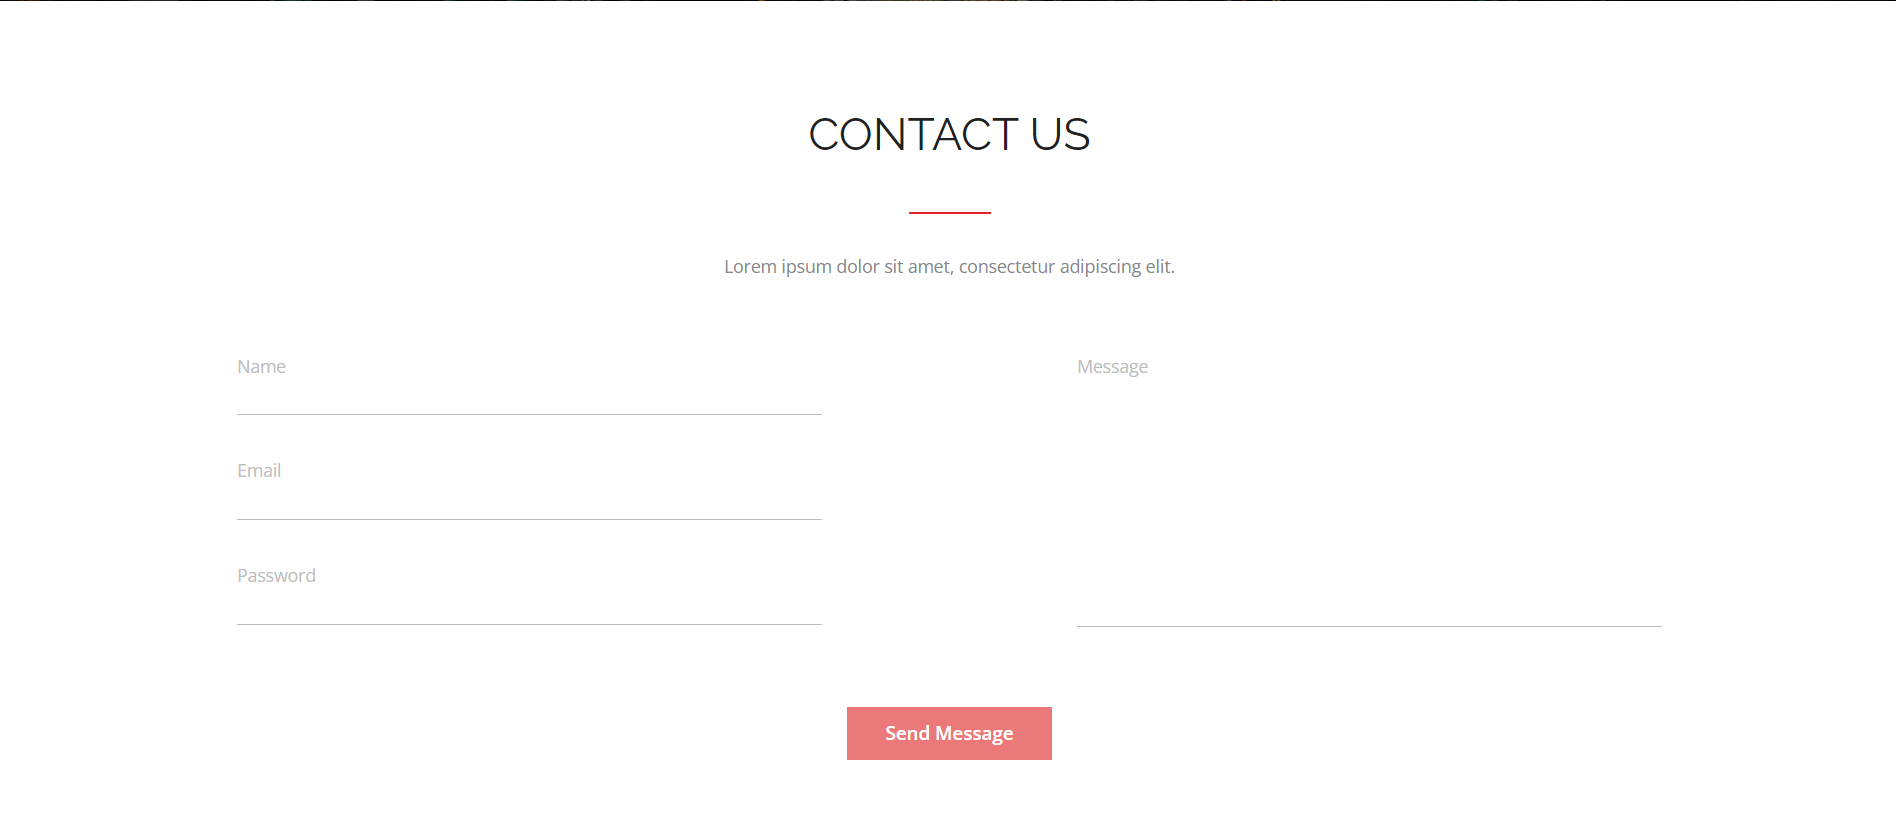 CONTACT US
Lorem ipsum dolor sit amet, consectetur adipiscing elit.
Name
Email
Password
Message
Send Message